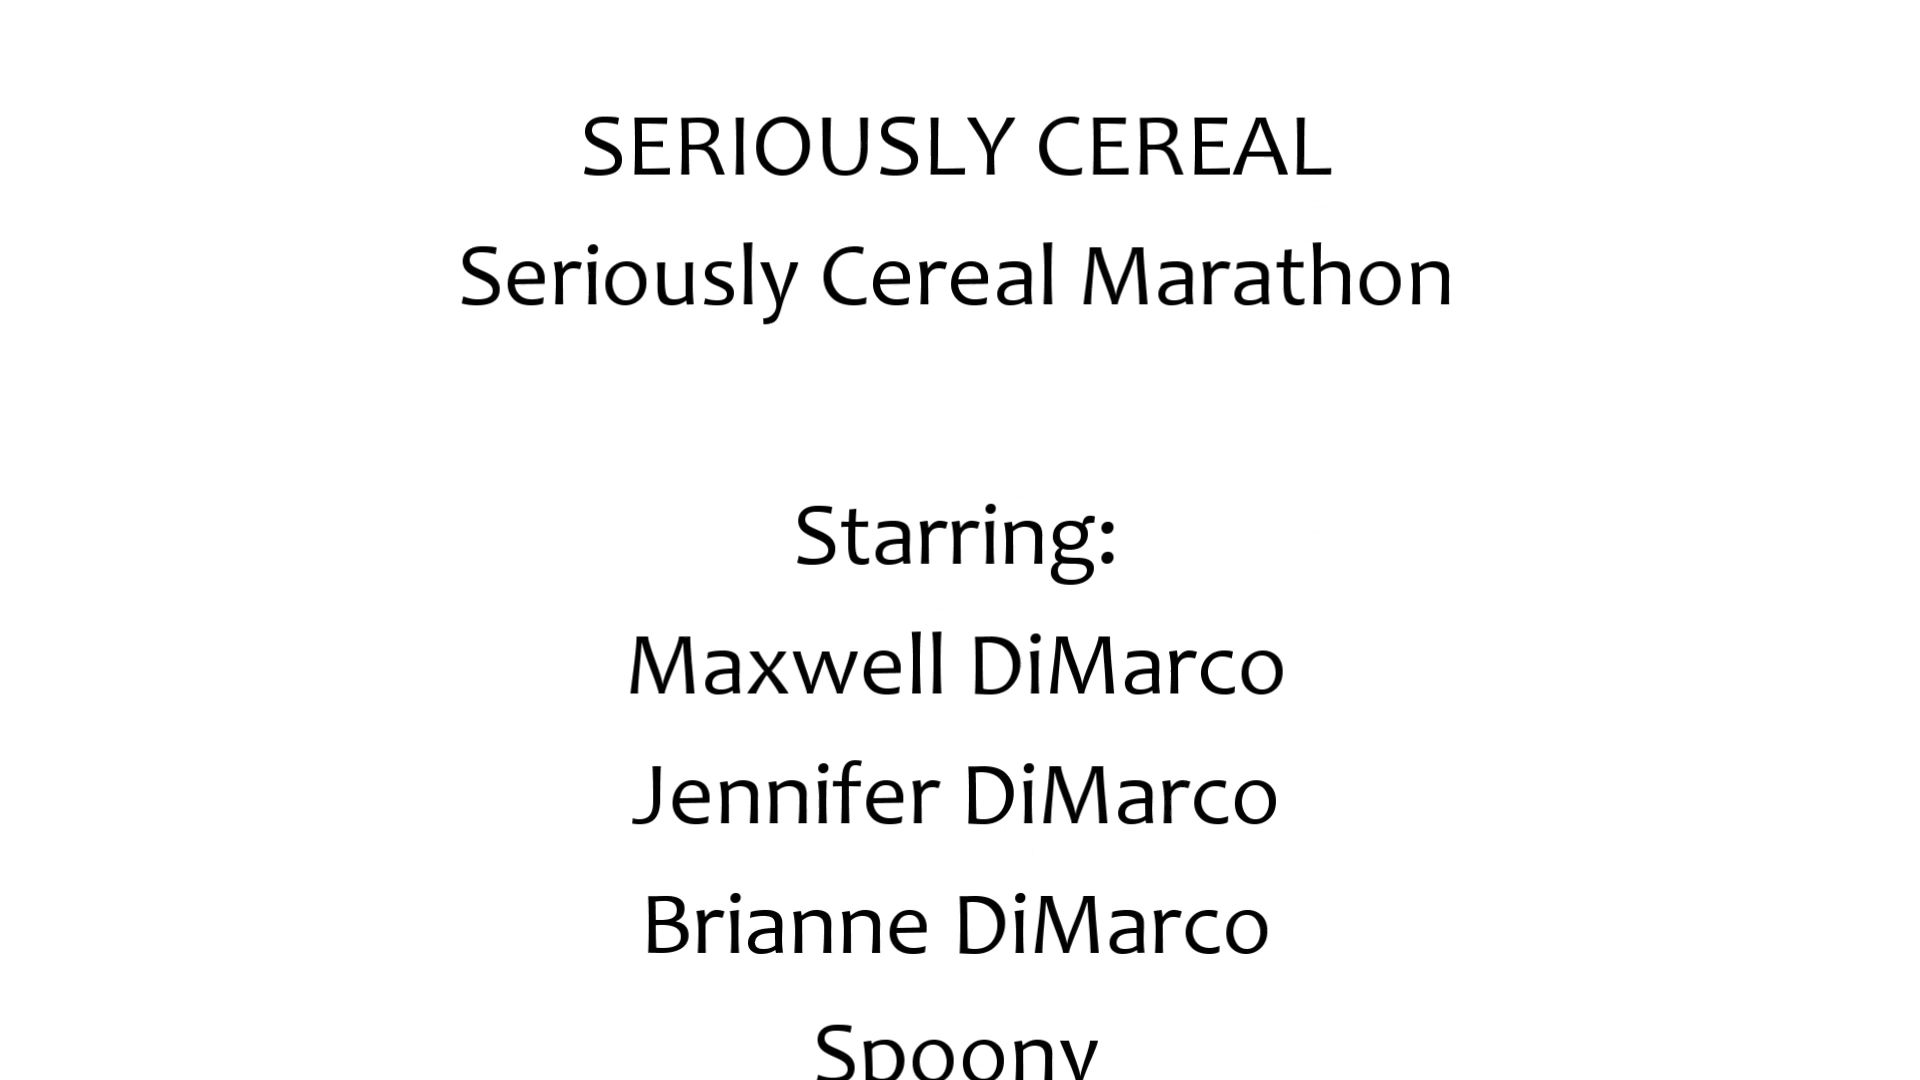 SERIOUSLY CEREAL
Seriously Cereal Marathon
Starring:
Maxwell DiMarco
Jennifer DiMarco
Brianne DiMarco
Spoony